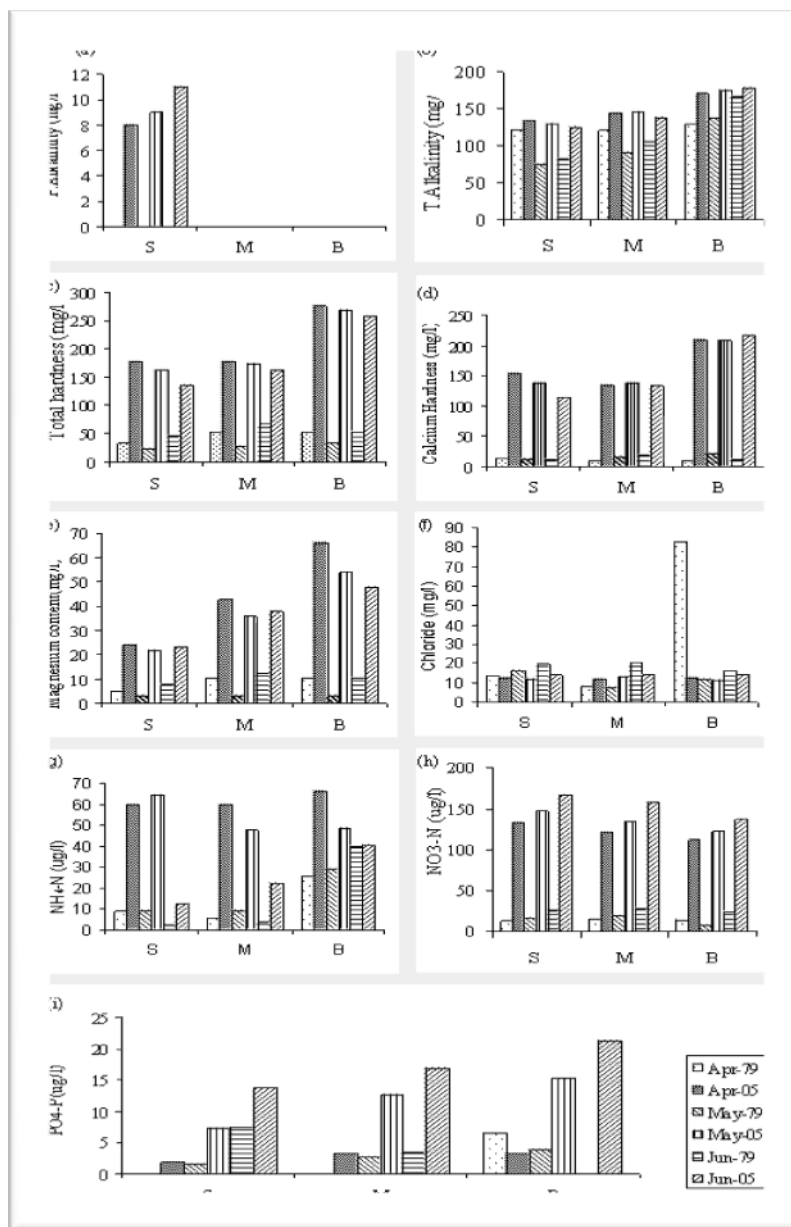 12
10
8
6
4
2
0
S M B
T.Alkalinity (mg/
200
150
100
50
0
S M B
Total hardness (mg/l
300
250
200
150
100
50
0
S M B
(d)
Calcium Hardness (mg/l)
250
200
150
100
50
0
S M B
70
60
50
40
30
20
10
0
S M B
(f)
Chloride (mg/l)
90
80
70
60
50
40
30
20
10
0
S M B
NH4-N (ug/l)
70
60
50
40
30
20
10
0
S M B
(h)
NO3-N (ug/l)
200
150
100
50
0
S M B
(i)
PO4-P(ug/l)
25
20
15
10
5
0
Apr-79
Apr-05
May-79
May-05
Jun-79
Jun-05